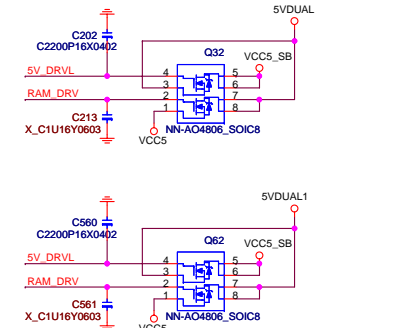 5VDUAL
C202
C2200P16X0402
Q32
VCC5_SB
5V_DRVL
4
5
3
6
RAM_DRV
2
7
1
8
C213
X_C1U16Y0603
NN-AO4806_SOIC8
VCC5
5VDUAL1
C560
C2200P16X0402
Q62
VCC5_SB
5V_DRVL
4
5
3
6
RAM_DRV
2
7
1
8
C561
X_C1U16Y0603
NN-AO4806_SOIC8
VCC5